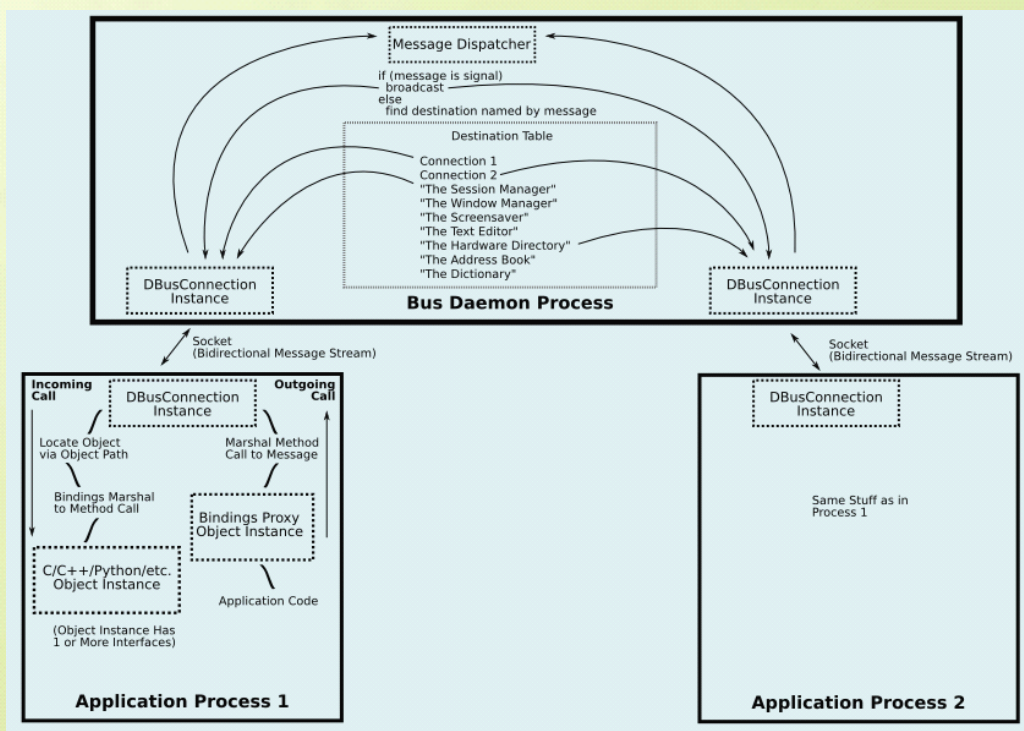 Message Dispatcher
if (message is signal)
broadcast
else
find destination named by message
Destination Table
Connection 1
Connection 2
"The Session Manager"
"The Window Manager"
"The Screensaver"
"The Text Editor"
"The Hardware Directory"
"The Address Book"
"The Dictionary"
DBusConnection
Instance
Bus Daemon Process
DBusConnection
Instance
Socket
(Bidirectional Message Stream)
Socket
(Bidirectional Message Stream)
Incoming
Call
DBusConnection
Instance
Outgoing
Call
Locate Object
via Object Path
Marshal Method
Call to Message
Bindings Marshal
to Method Call
Bindings Proxy
Object Instance
C/C++/Python/etc.
Object Instance
Application Code
(Object Instance Has
1 or More Interfaces)
Application Process 1
DBusConnection
Instance
Same Stuff as in
Process 1
Application Process 2